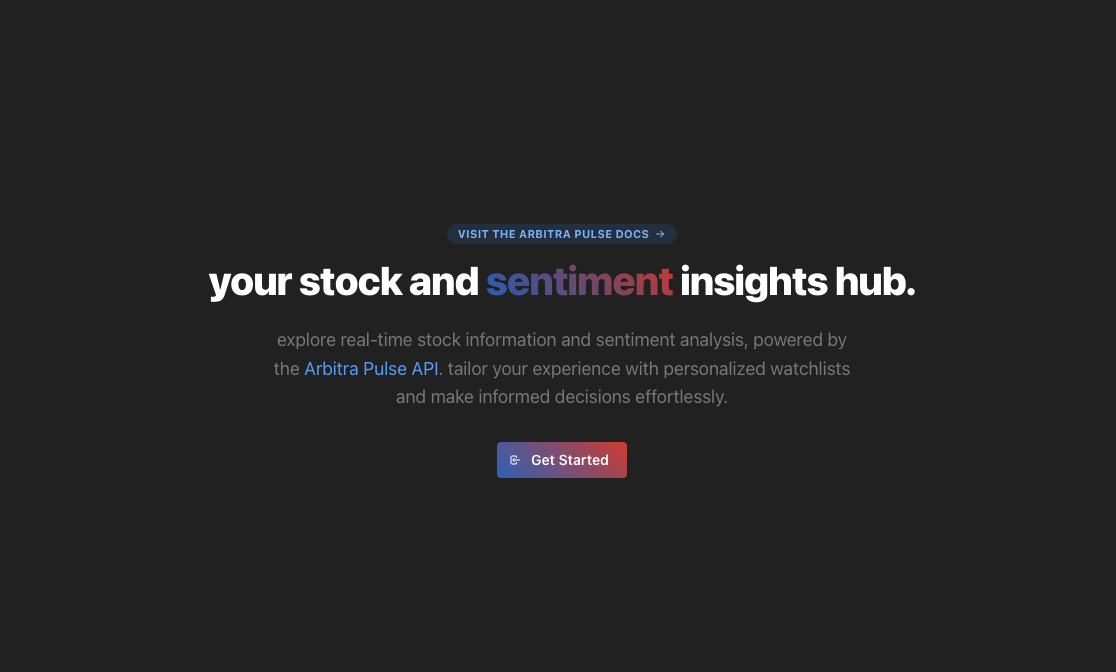 VISIT THE ARBITRA PULSE DOCS →
your stock and sentiment insights hub.
explore real-time stock information and sentiment analysis, powered by
the Arbitra Pulse API. tailor your experience with personalized watchlists
and make informed decisions effortlessly.
Get Started